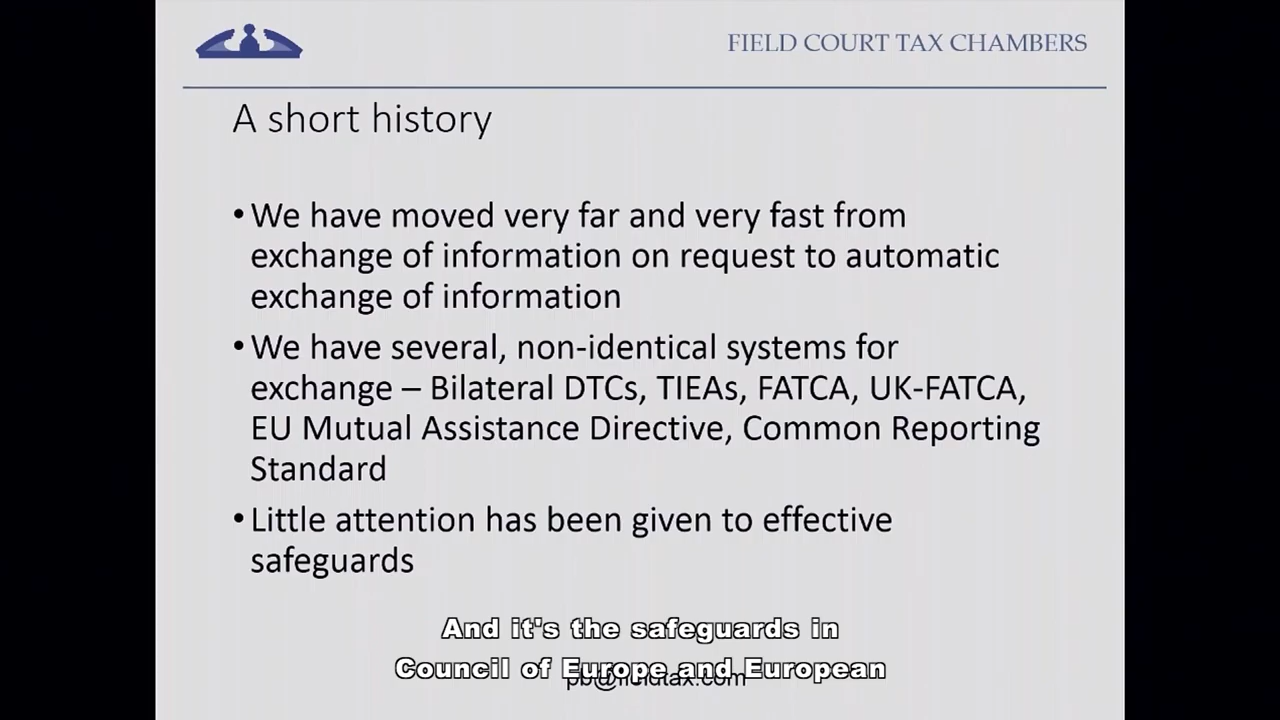 FIELD COURT TAX CHAMBERS
A short history
• We have moved very far and very fast from
exchange of information on request to automatic
exchange of information
• We have several, non-identical systems for
exchange – Bilateral DTCs, TIEAs, FATCA, UK-FATCA,
EU Mutual Assistance Directive, Common Reporting
Standard
• Little attention has been given to effective
safeguards
And it's the safeguards in
Council of Europe and European
pb@fieldtax.com